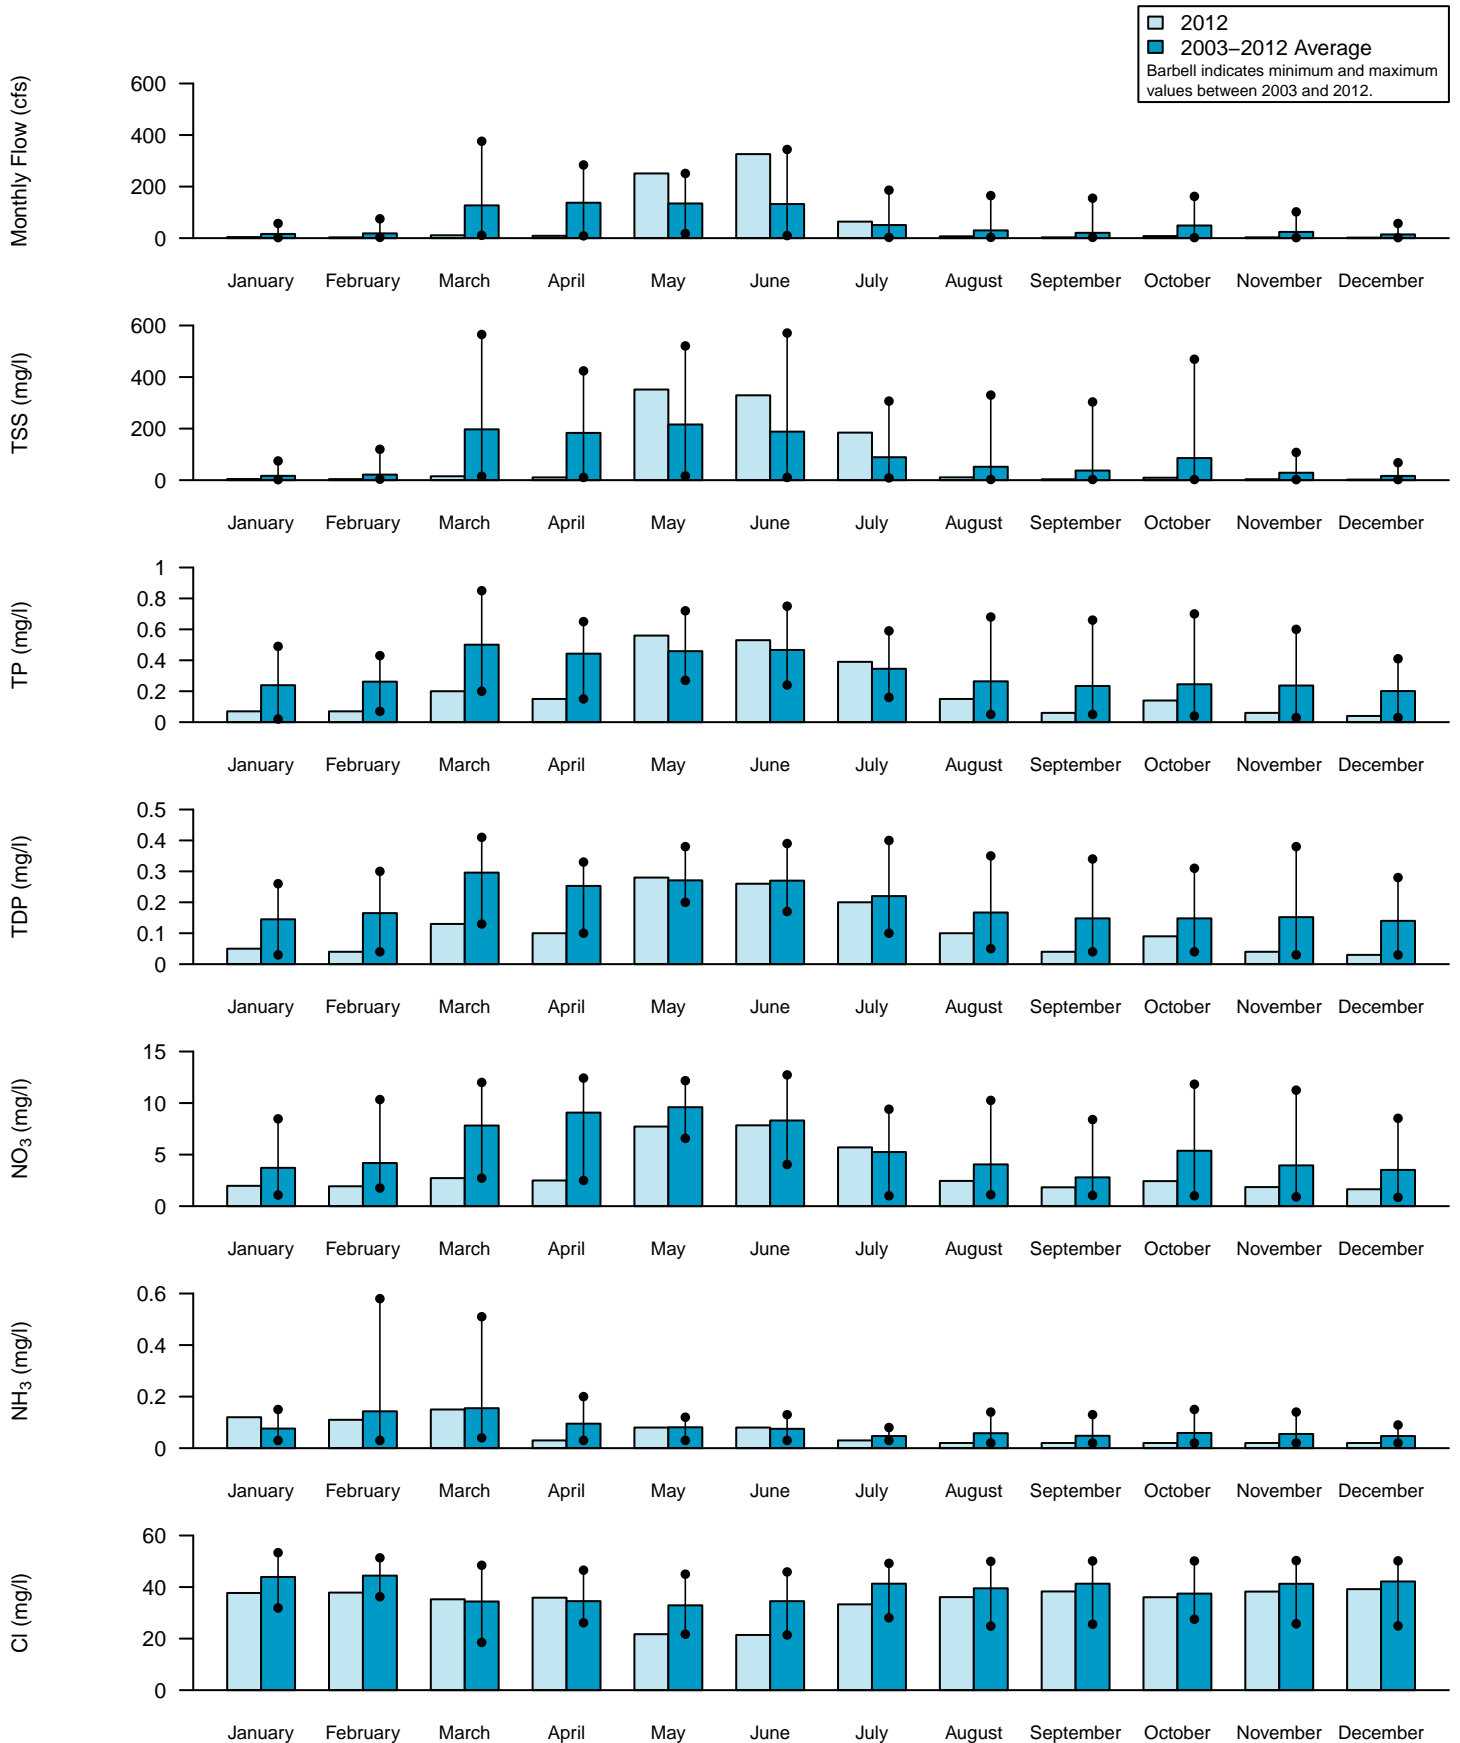 2012
2003–2012 Average
Barbell indicates minimum and maximum
values between 2003 and 2012.
Monthly Flow (cfs)
600
400
200
0
January February March April May June July August September October November December
TSS (mg/l)
600
400
200
0
January February March April May June July August September October November December
TP (mg/l)
1
0.8
0.6
0.4
0.2
0
January February March April May June July August September October November December
TDP (mg/l)
0.5
0.4
0.3
0.2
0.1
0
January February March April May June July August September October November December
NO₃ (mg/l)
15
10
5
0
January February March April May June July August September October November December
NH₃ (mg/l)
0.6
0.4
0.2
0
January February March April May June July August September October November December
Cl (mg/l)
60
40
20
0
January February March April May June July August September October November December